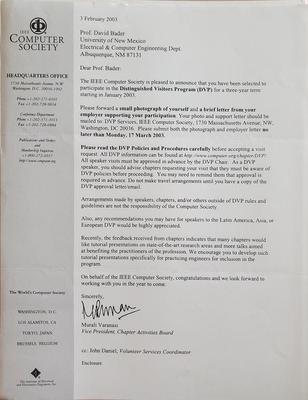 IEEE
COMPUTER
SOCIETY
HEADQUARTERS OFFICE
1730 Massachusetts Avenue, N.W.
Washington, D.C. 20036-1992
Phone +1-202-371-0101
Fax +1-202-728-9614
Conferences Department
Phone +1-202-371-1013
Fax +1-202-728-0884
Publications and
Membership Inquiries
The World's Computer Society
WASHINGTON, D.C.
LOS ALAMITOS, CA
TOKYO, JAPAN
BRUSSELS, BELGIUM
The Institute of Electrical
and Electronics Engineers, Inc.
3 February 2003
Prof. David Bader
University of New Mexico
Electrical & Computer Engineering Dept.
Albuquerque, NM 87131
Dear Prof. Bader:
The IEEE Computer Society is pleased to announce that you have been selected to
participate in the Distinguished Visitors Program (DVP) for a three-year term
starting in January 2003.
Please forward a small photograph of yourself and a brief letter from your
employer supporting your participation. Your photo and support letter should be
mailed to: DVP Services, IEEE Computer Society, 1730 Massachusetts Avenue, NW,
Washington, DC 20036. Please submit both the photograph and employer letter no
later than Monday, 17 March 2003.
Please read the DVP Policies and Procedures carefully before accepting a visit
request. All DVP information can be found at http://www.computer.org/chapter/DVP/.
All speaker visits must be approved in advance by the DVP Chair. As a DVP
speaker, you should advise chapters requesting your visit that they must be aware of
DVP policies before proceeding. You may need to remind them that approval is
required in advance. Do not make travel arrangements until you have a copy of the
DVP approval letter/email.
Arrangements made by speakers, chapters, and/or others outside of DVP rules and
guidelines are not the responsibility of the Computer Society.
Also, any recommendations you may have for speakers to the Latin America, Asia, or
European DVP would be highly appreciated.
Recently, the feedback received from chapters indicates that many chapters would
like tutorial presentations on state-of-the-art research areas and more talks aimed
at benefiting the practitioners of the profession. We encourage you to develop such
tutorial presentations specifically for practicing engineers for inclusion in the
program.
On behalf of the IEEE Computer Society, congratulations and we look forward to
working with you in the year to come.
Sincerely,
Murali Varanasi
Vice President, Chapter Activities Board
cc: John Daniel, Volunteer Services Coordinator
Enclosure